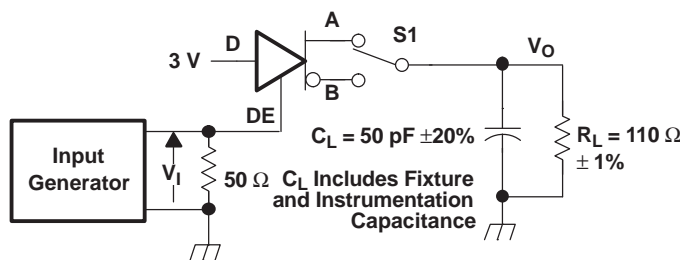 A
S1
D
3 V
VO
B
DE
CL = 50 pF ±20%
RL = 110 Ω
± 1%
Input
Generator
VI
50 Ω
CL Includes Fixture
and Instrumentation
Capacitance